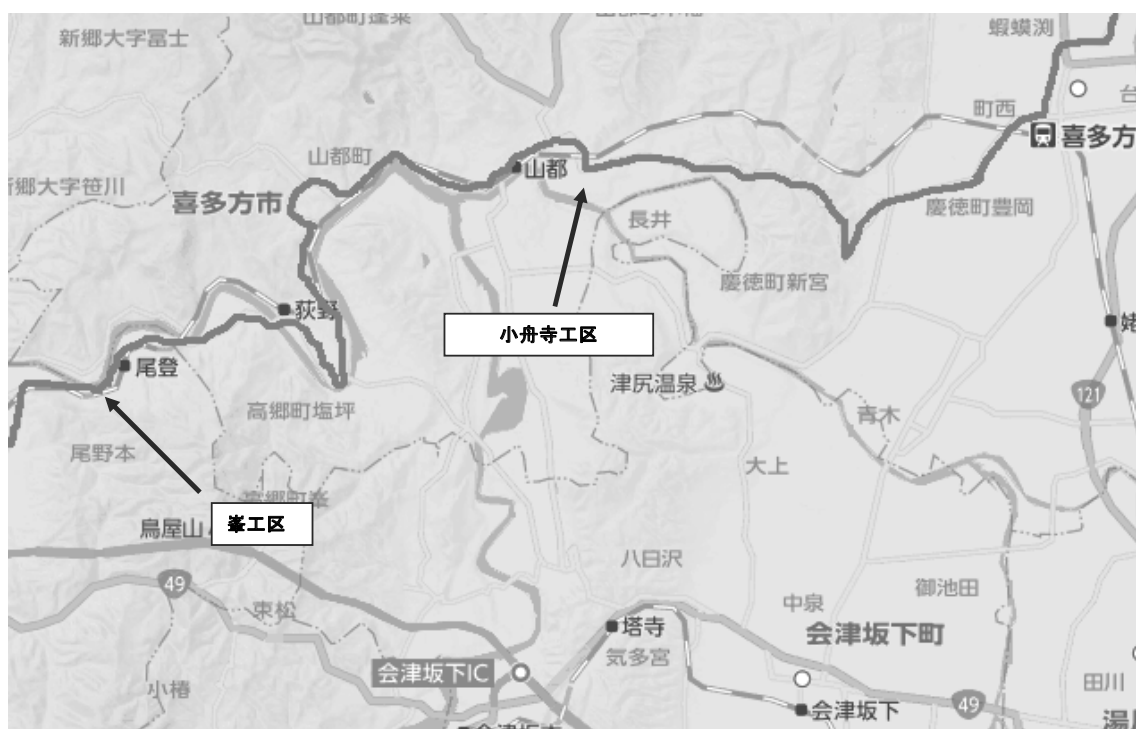 新郷大字冨士
蝦蟆渕
町西
喜多方
山都町
山都
新郷大字笹川
喜多方市
長井
慶徳町豊岡
慶徳町新宮
荻野
小舟寺工区
尾登
津尻温泉
121
高郷町塩坪
青木
尾野本
大上
峯工区
鳥屋山
八日沢
49
束松
中泉
御池田
塔寺
会津坂下町
気多宮
会津坂下IC
小椿
田川
49
会津坂下